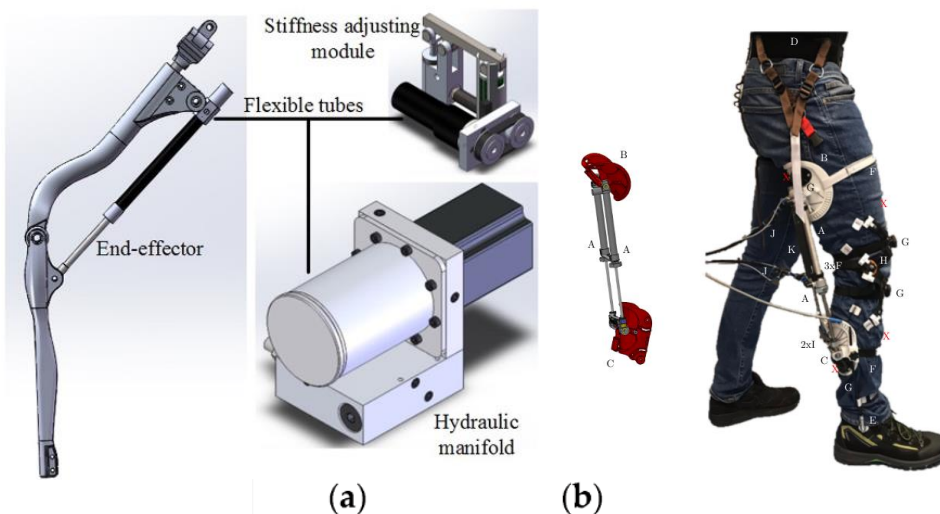 Stiffness adjusting
module
Flexible tubes
End-effector
Hydraulic
manifold
(a)
B
A A
C
D
B
F
X
G
X
A
J
G
K
3xF
H
J
G
A
2xI
X
C
X
F
G
E
(b)